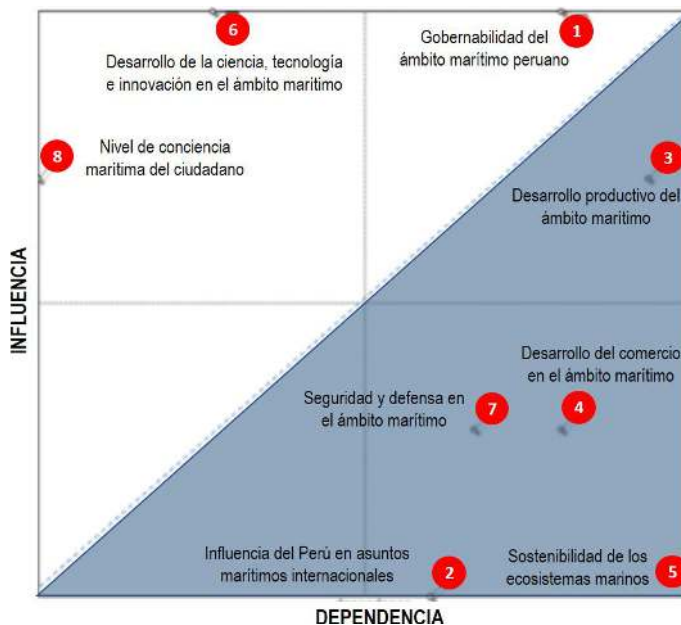 6
1
Desarrollo de la ciencia, tecnología
e innovación en el ámbito marítimo
Gobernabilidad del
ámbito marítimo peruano
8
Nivel de conciencia
marítima del ciudadano
3
Desarrollo productivo del
ámbito marítimo
INFLUENCIA
Desarrollo del comercio
en el ámbito marítimo
Seguridad y defensa en
el ámbito marítimo
7
4
Influencia del Perú en asuntos
marítimos internacionales
2
Sostenibilidad de los
ecosistemas marinos
5
DEPENDENCIA